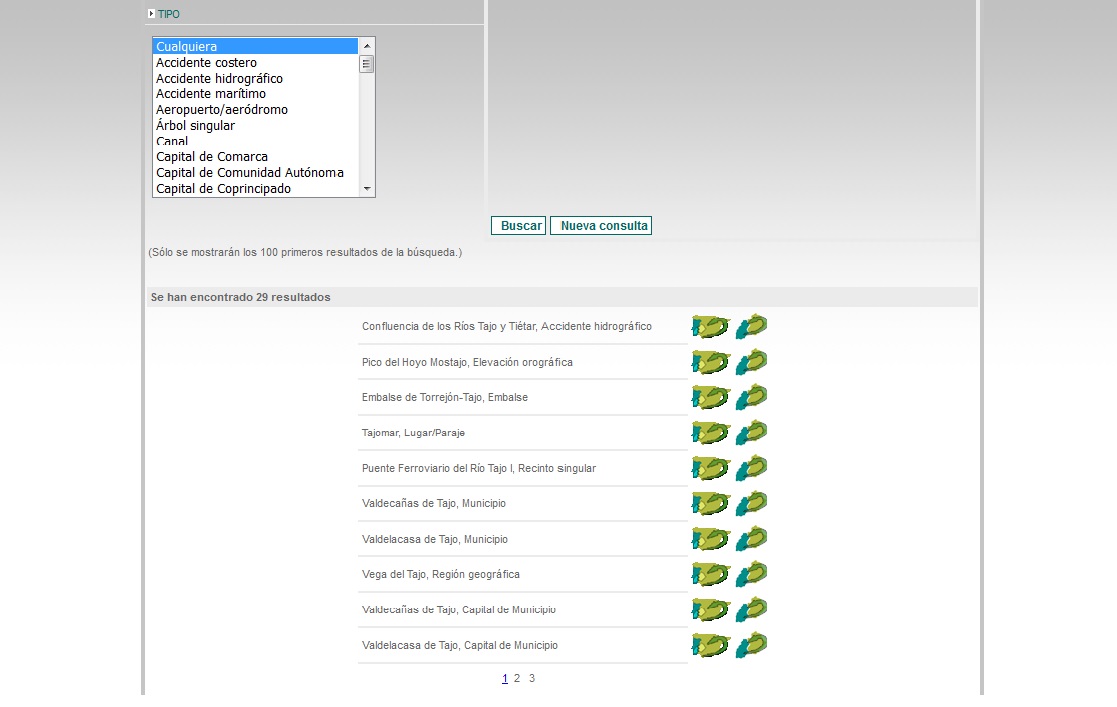 TIPO
Cualquiera
Accidente costero
Accidente hidrográfico
Accidente marítimo
Aeropuerto/aeródromo
Árbol singular
Canal
Capital de Comarca
Capital de Comunidad Autónoma
Capital de Coprincipado
Buscar Nueva consulta
(Sólo se mostrarán los 100 primeros resultados de la búsqueda.)
Se han encontrado 29 resultados
Confluencia de los Ríos Tajo y Tiétar, Accidente hidrográfico
Pico del Hoyo Mostajo, Elevación orográfica
Embalse de Torrejón-Tajo, Embalse
Tajomar, Lugar/Paraje
Puente Ferroviario del Río Tajo I, Recinto singular
Valdecañas de Tajo, Municipio
Valdelacasa de Tajo, Municipio
Vega del Tajo, Región geográfica
Valdecañas de Tajo, Capital de Municipio
Valdelacasa de Tajo, Capital de Municipio
1 2 3